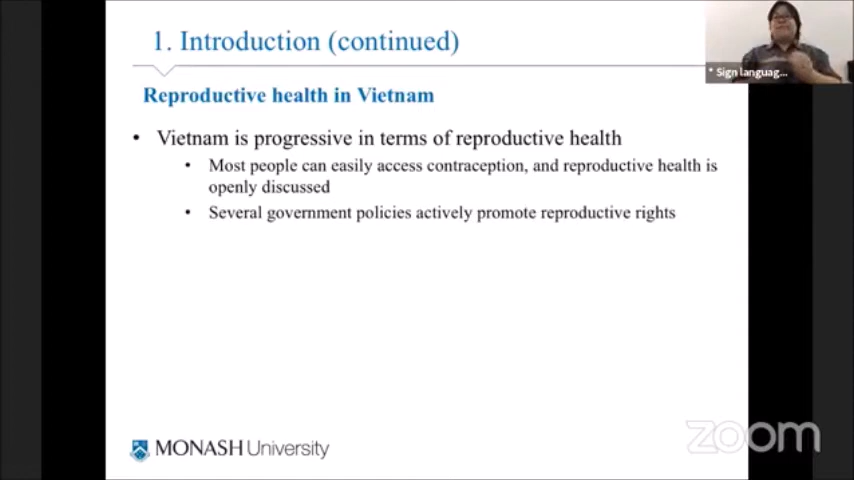 1. Introduction (continued)
* Sign languag...
Reproductive health in Vietnam
• Vietnam is progressive in terms of reproductive health
• Most people can easily access contraception, and reproductive health is
openly discussed
• Several government policies actively promote reproductive rights
MONASH University
zoom